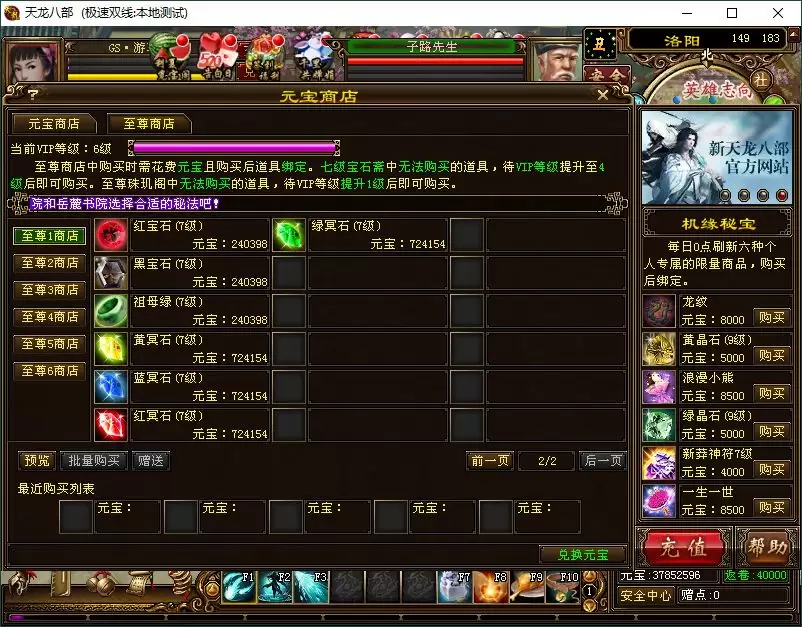 天龙八部 (极速双线:本地测试)
GS·游
子路先生
丑
洛阳
149 183
北
社
安全
英雄志向
?
元宝商店
元宝商店
至尊商店
当前VIP等级：6级
至尊商店中购买时需花费元宝且购买后道具绑定。七级宝石斋中无法购买的道具，待VIP等级提升至4
级后即可购买。至尊珠玑阁中无法购买的道具，待VIP等级提升1级后即可购买。
院和岳麓书院选择合适的秘法吧！
至尊1商店
至尊2商店
至尊3商店
至尊4商店
至尊5商店
至尊6商店
红宝石(7级)
元宝：240398
绿冥石(7级)
元宝：724154
黑宝石(7级)
元宝：240398
祖母绿(7级)
元宝：240398
黄冥石(7级)
元宝：724154
蓝冥石(7级)
元宝：724154
红冥石(7级)
元宝：724154
预览
批量购买
赠送
前一页
2/2
后一页
最近购买列表
元宝：
元宝：
元宝：
元宝：
元宝：
兑换元宝
新天龙八部
官方网站
机缘秘宝
每日0点刷新六种个
人专属的限量商品，购买
后绑定。
龙纹
元宝：8000
购买
黄晶石(9级)
元宝：5000
购买
浪漫小熊
元宝：8500
购买
绿晶石(9级)
元宝：5000
购买
新莽神符7级
元宝：4000
购买
一生一世
元宝：8500
购买
充值
帮助
F1
F2
F3
F7
F8
F9
F10
1
元宝:37852596
返卷:40000
安全中心
赠点:0